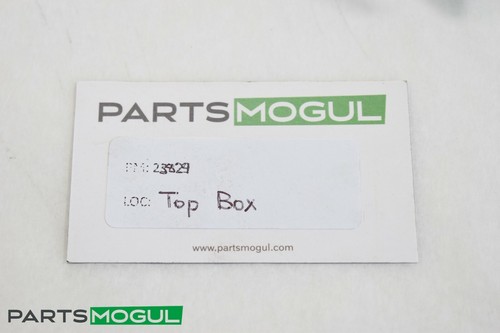 PARTSMOGUL
PM: 23829
LOC: Top Box
www.partsmogul.com
PARTSMOGUL